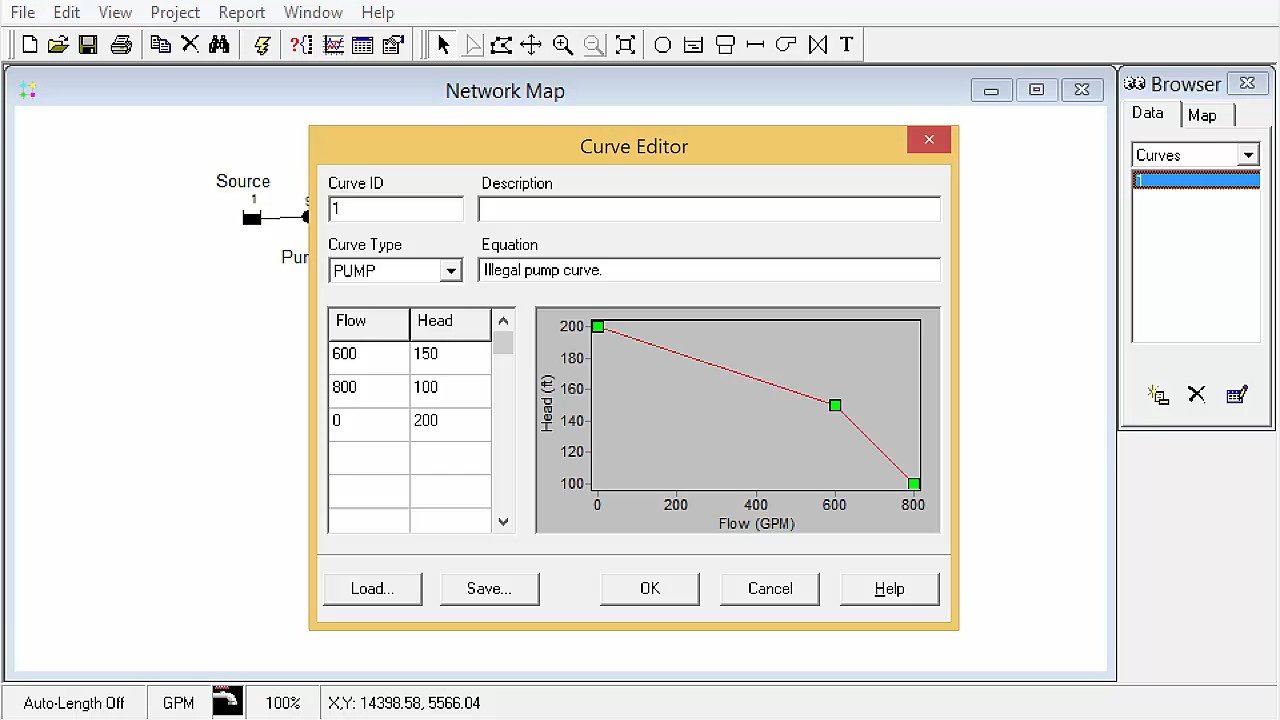 File Edit View Project Report Window Help
T
Network Map
Browser
Data Map
Curves
1
Source
1
Curve Editor
Curve ID Description
1
Curve Type Equation
PUMP Illegal pump curve.
Flow Head
600 150
800 100
0 200
200
180
160
140
120
100
Head (ft)
0 200 400 600 800
Flow (GPM)
Load... Save... OK Cancel Help
Auto-Length Off GPM 100% X,Y: 14398.58, 5566.04